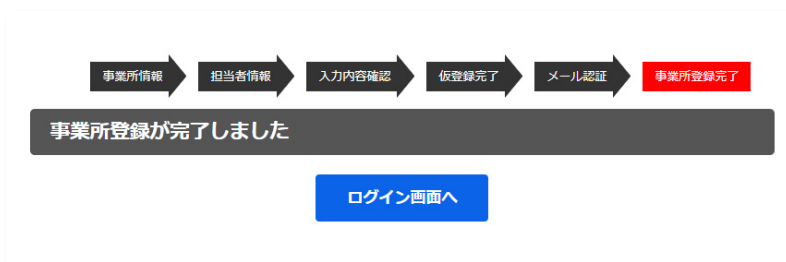 事業所情報 担当者情報 入力内容確認 仮登録完了 メール認証 事業所登録完了
事業所登録が完了しました
ログイン画面へ